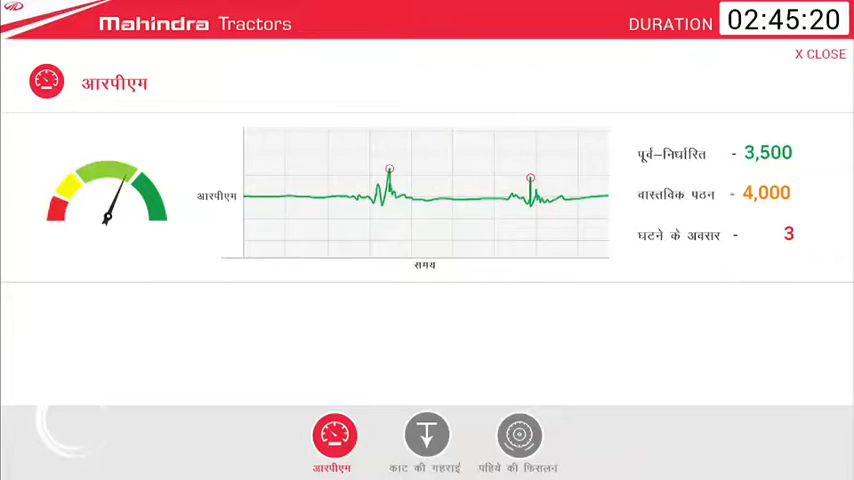 Mahindra Tractors
DURATION 02:45:20
X CLOSE
आरपीएम
पूर्व–निर्धारित - 3,500
आरपीएम
वास्तविक पठन - 4,000
घटने के अवसर - 3
समय
आरपीएम
काट की गहराई
पहिये की फिसलन